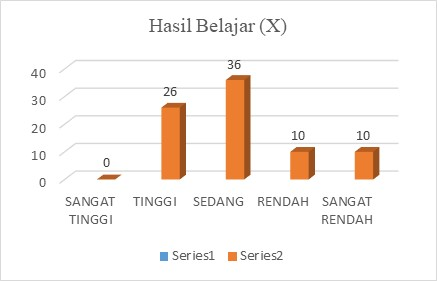 Hasil Belajar (X)
40
30
20
10
0
0
26
36
10
10
SANGAT TINGGI
TINGGI
SEDANG
RENDAH
SANGAT RENDAH
Series1
Series2